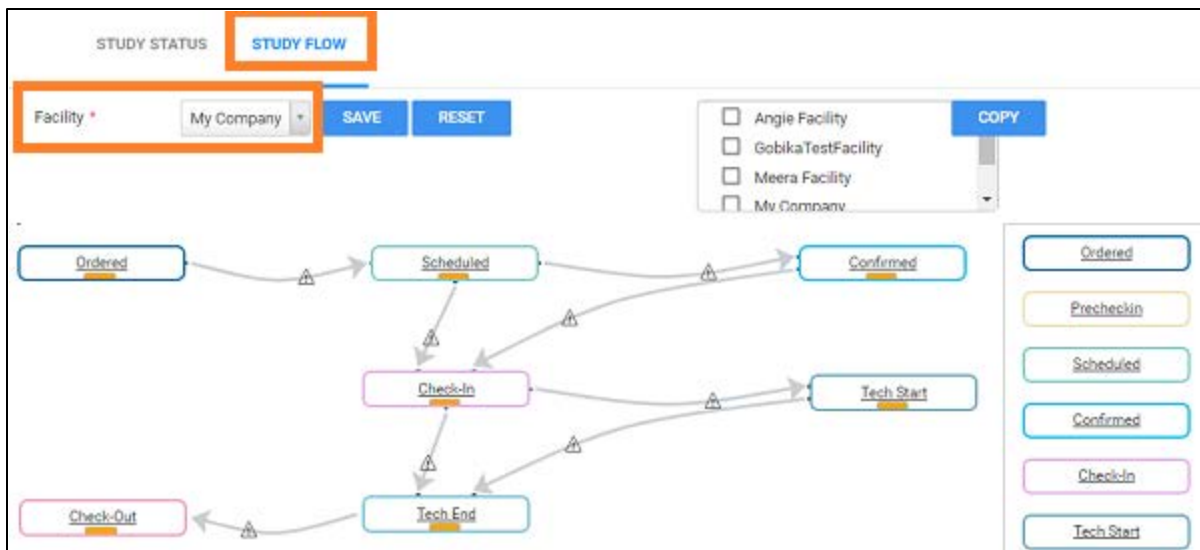 STUDY STATUS STUDY FLOW
Facility * My Company SAVE RESET
Angie Facility COPY
GobikaTestFacility
Meera Facility
My Company
Ordered Scheduled Confirmed
Check-In Tech Start
Check-Out Tech End
Ordered
Precheckin
Scheduled
Confirmed
Check-In
Tech Start